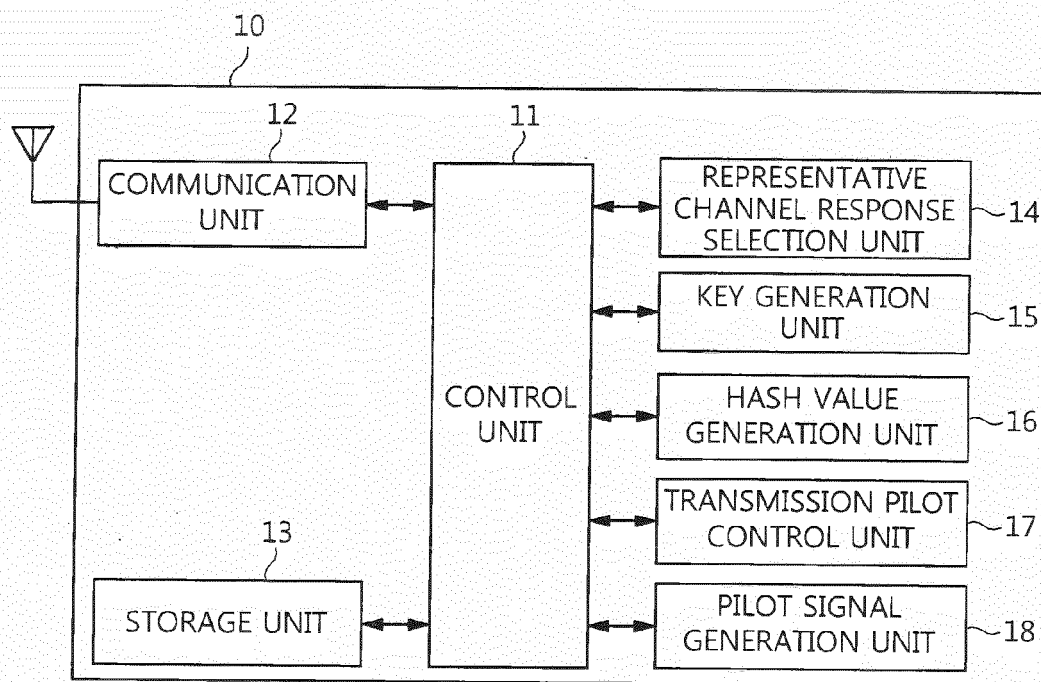 10
12
COMMUNICATION
UNIT
11
CONTROL
UNIT
13
STORAGE UNIT
REPRESENTATIVE
CHANNEL RESPONSE
SELECTION UNIT
14
KEY GENERATION
UNIT
15
HASH VALUE
GENERATION UNIT
16
TRANSMISSION PILOT
CONTROL UNIT
17
PILOT SIGNAL
GENERATION UNIT
18